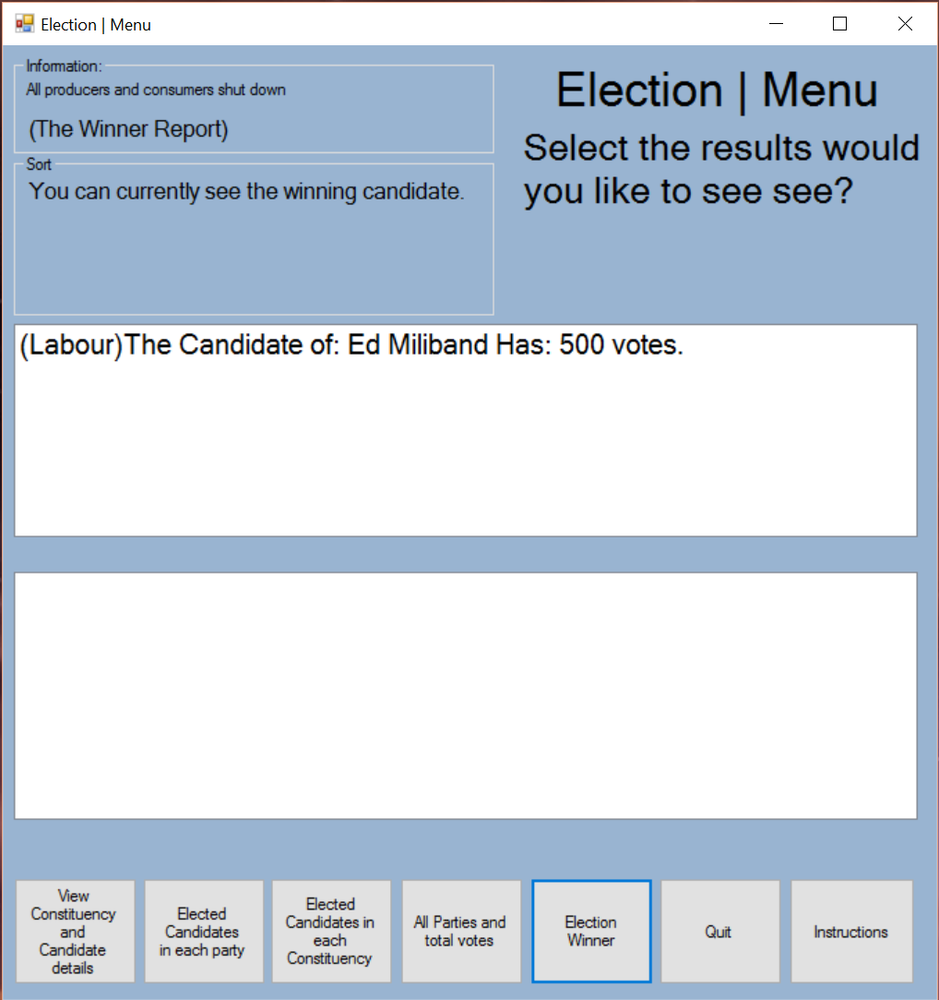 Election | Menu
Information:
All producers and consumers shut down
(The Winner Report)
Sort
You can currently see the winning candidate.
Election | Menu
Select the results would
you like to see see?
(Labour)The Candidate of: Ed Miliband Has: 500 votes.
View
Constituency
and
Candidate
details
Elected
Candidates
in each party
Elected
Candidates in
each
Constituency
All Parties and
total votes
Election
Winner
Quit
Instructions